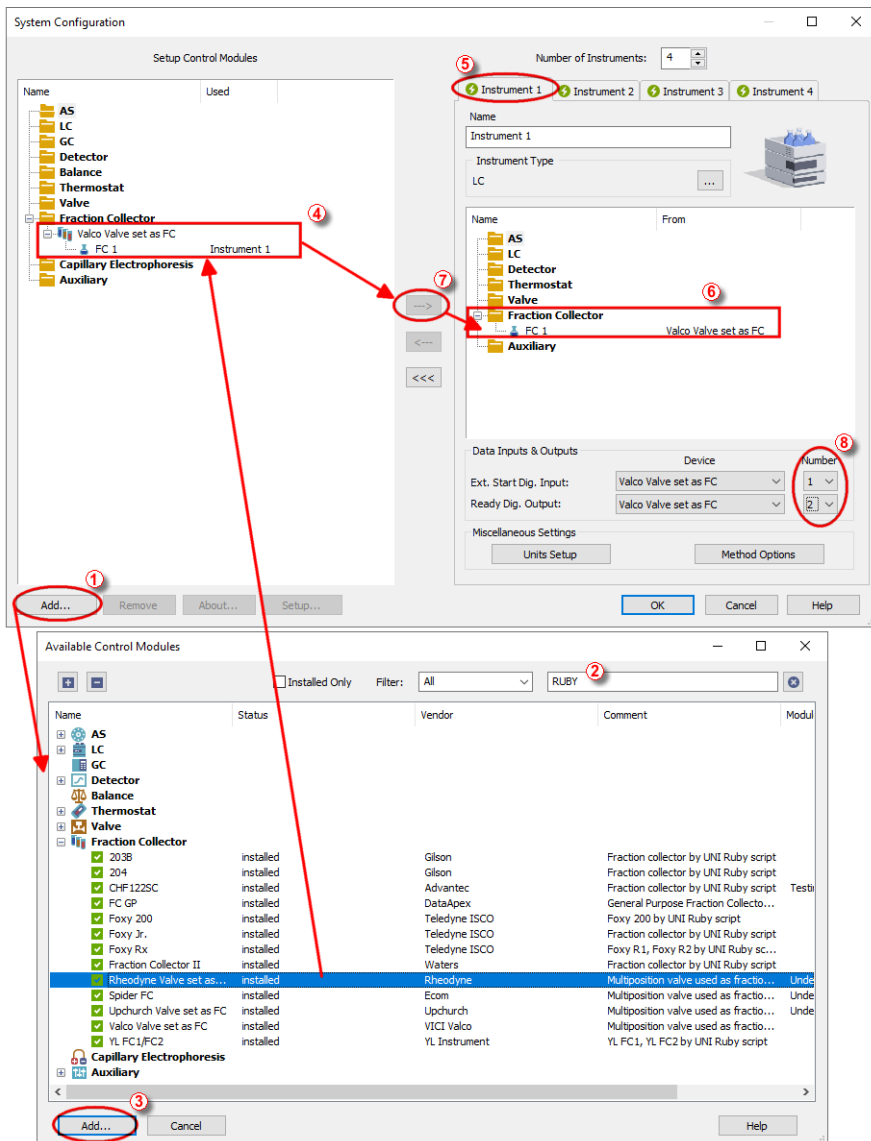 System Configuration
Setup Control Modules
Number of Instruments: 4
5
Name Used
Instrument 1 Instrument 2 Instrument 3 Instrument 4
AS
LC
GC
Detector
Balance
Thermostat
Valve
Fraction Collector
Valco Valve set as FC
FC 1 Instrument 1
Capillary Electrophoresis
Auxiliary
4
7
--->
<---
<<<
Name
Instrument 1
Instrument Type
LC ...
Name From
AS
LC
Detector
Thermostat
Valve
6
Fraction Collector
FC 1 Valco Valve set as FC
Auxiliary
8
Data Inputs & Outputs
Device Number
Ext. Start Dig. Input: Valco Valve set as FC 1
Ready Dig. Output: Valco Valve set as FC 2
Miscellaneous Settings
Units Setup Method Options
1
Add... Remove About... Setup... OK Cancel Help
Available Control Modules
Installed Only Filter: All RUBY 2
Name Status Vendor Comment Modul
AS
LC
GC
Detector
Balance
Thermostat
Valve
Fraction Collector
203B installed Gilson Fraction collector by UNI Ruby script
204 installed Gilson Fraction collector by UNI Ruby script
CHF122SC installed Advantec Fraction collector by UNI Ruby script Testi
FC GP installed DataApex General Purpose Fraction Collecto...
Foxy 200 installed Teledyne ISCO Foxy 200 by UNI Ruby script
Foxy Jr. installed Teledyne ISCO Fraction collector by UNI Ruby script
Foxy Rx installed Teledyne ISCO Foxy R1, Foxy R2 by UNI Ruby sc...
Fraction Collector II installed Waters Fraction collector by UNI Ruby script
Rheodyne Valve set as... installed Rheodyne Multiposition valve used as fractio... Unde
Spider FC installed Ecom Multiposition valve used as fractio... Unde
Upchurch Valve set as FC installed Upchurch Multiposition valve used as fractio... Unde
Valco Valve set as FC installed VICI Valco Multiposition valve used as fractio...
YL FC1/FC2 installed YL Instrument YL FC1, YL FC2 by UNI Ruby script
Capillary Electrophoresis
Auxiliary
3
Add... Cancel Help